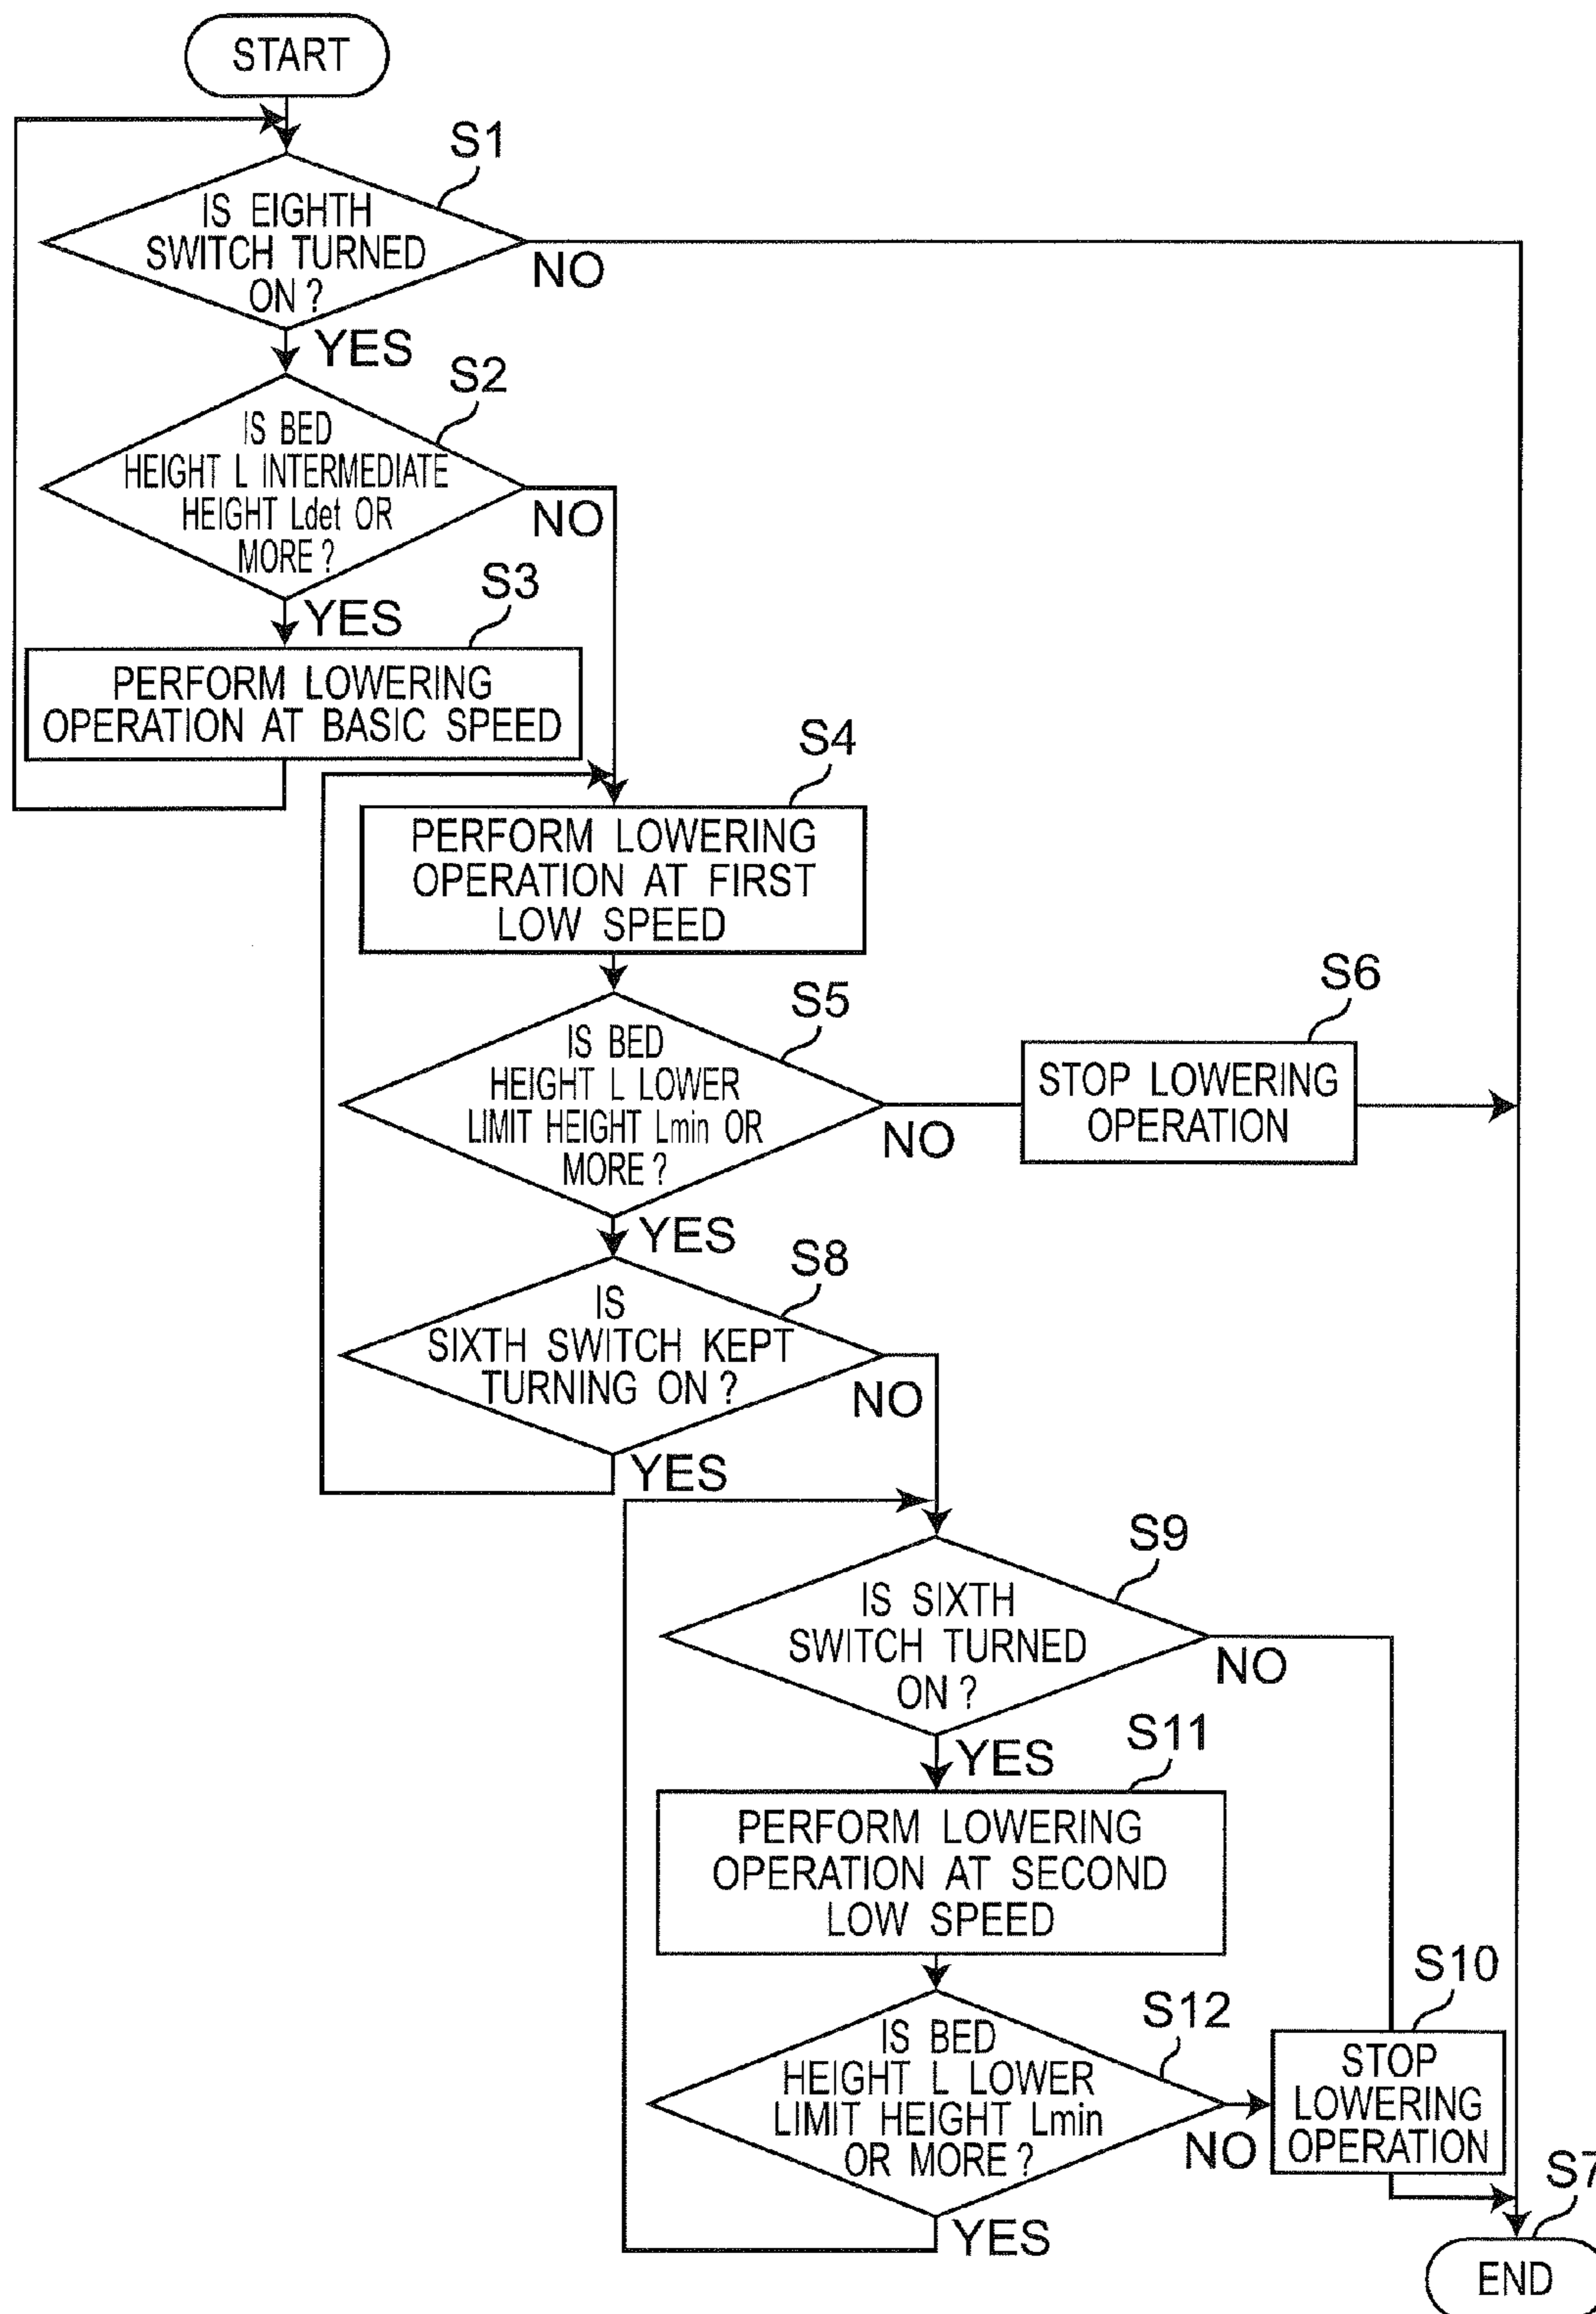 START
S1
IS EIGHTH
SWITCH TURNED
ON ?
NO
YES
S2
IS BED
HEIGHT L INTERMEDIATE
HEIGHT Ldet OR
MORE ?
NO
YES
S3
PERFORM LOWERING
OPERATION AT BASIC SPEED
S4
PERFORM LOWERING
OPERATION AT FIRST
LOW SPEED
S5
IS BED
HEIGHT L LOWER
LIMIT HEIGHT Lmin OR
MORE ?
NO
S6
STOP LOWERING
OPERATION
YES
S8
IS
SIXTH SWITCH KEPT
TURNING ON ?
NO
YES
S9
IS SIXTH
SWITCH TURNED
ON ?
NO
YES
S11
PERFORM LOWERING
OPERATION AT SECOND
LOW SPEED
S12
IS BED
HEIGHT L LOWER
LIMIT HEIGHT Lmin
OR MORE ?
NO
YES
S10
STOP
LOWERING
OPERATION
S7
END